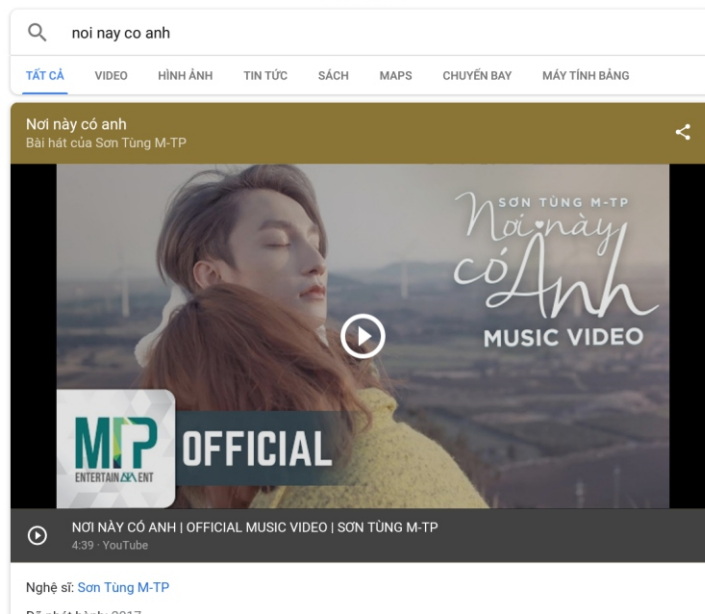 noi nay co anh
TẤT CẢ VIDEO HÌNH ẢNH TIN TỨC SÁCH MAPS CHUYẾN BAY MÁY TÍNH BẢNG
Nơi này có anh
Bài hát của Sơn Tùng M-TP
SƠN TÙNG M-TP
Nơi này
có Anh
MUSIC VIDEO
MTP
ENTERTAINMENT
OFFICIAL
NƠI NÀY CÓ ANH | OFFICIAL MUSIC VIDEO | SƠN TÙNG M-TP
4:39 · YouTube
Nghệ sĩ: Sơn Tùng M-TP